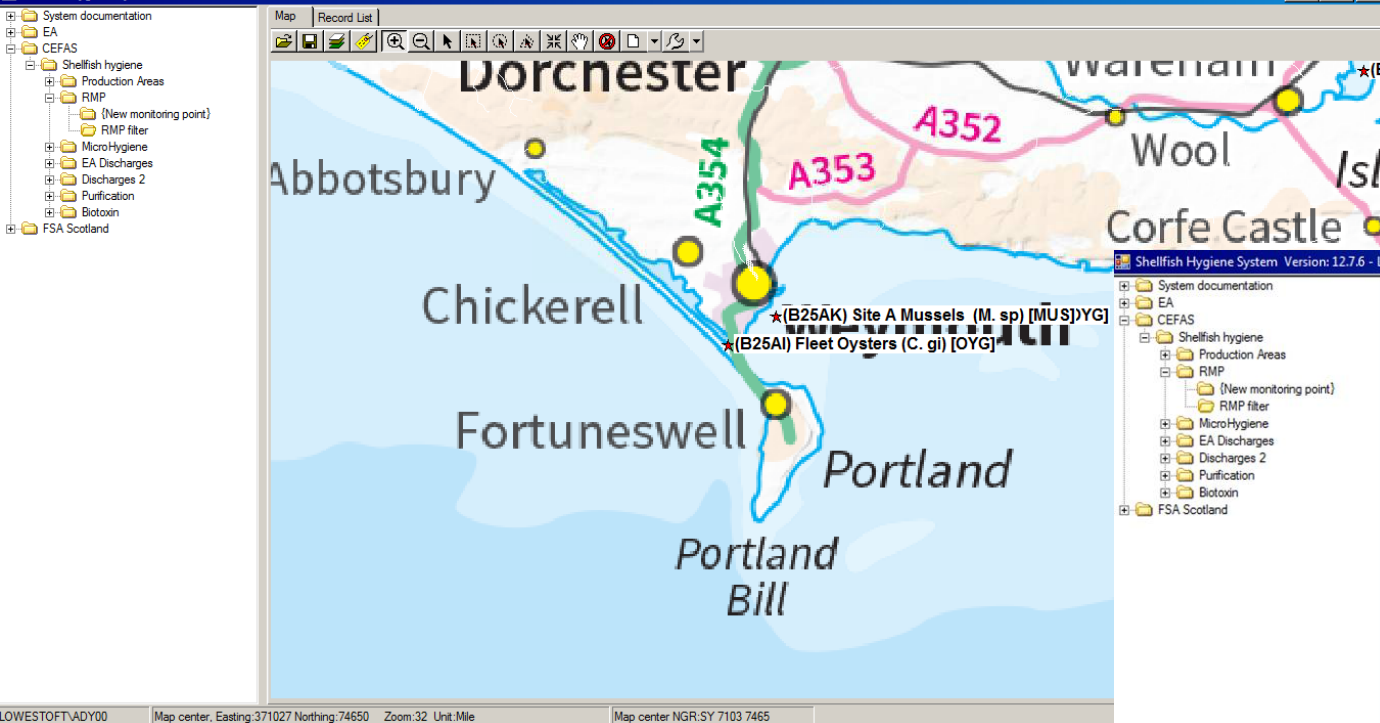 System documentation
EA
CEFAS
Shellfish hygiene
Production Areas
RMP
{New monitoring point}
RMP filter
MicroHygiene
EA Discharges
Discharges 2
Purification
Biotoxin
FSA Scotland
Map
Record List
Dorchester
Wareham
A352
A353
A354
Wool
Abbotsbury
Corfe Castle
Chickerell
Weymouth
(B25AK) Site A Mussels (M. sp) [MUS])YG]
(B25AI) Fleet Oysters (C. gi) [OYG]
Fortuneswell
Portland
Portland
Bill
Shellfish Hygiene System Version: 12.7.6 - L
System documentation
EA
CEFAS
Shellfish hygiene
Production Areas
RMP
{New monitoring point}
RMP filter
MicroHygiene
EA Discharges
Discharges 2
Purification
Biotoxin
FSA Scotland
LOWESTOFT\ADY00
Map center, Easting:371027 Northing:74650 Zoom:32 Unit:Mile
Map center NGR:SY 7103 7465